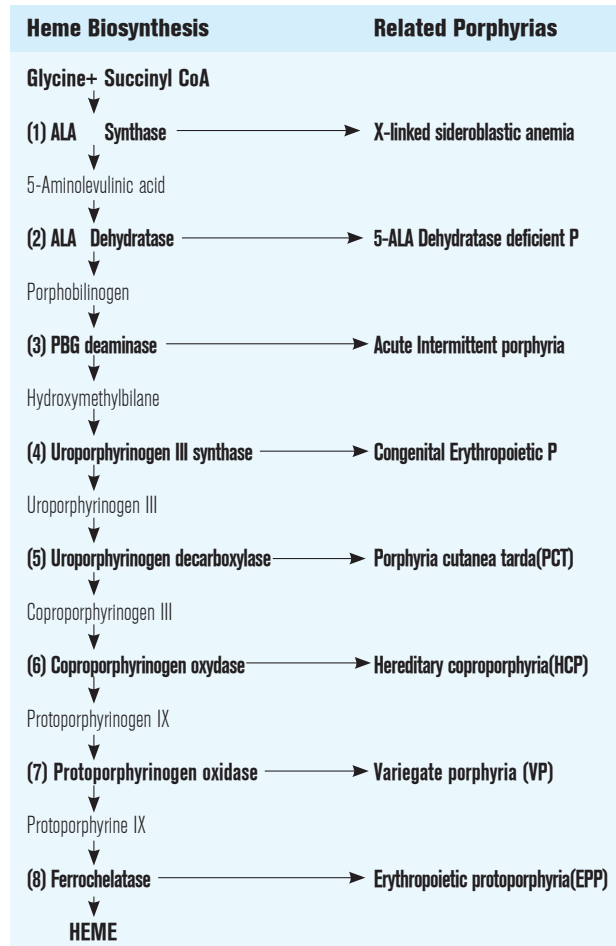 Heme Biosynthesis Related Porphyrias
Glycine+ Succinyl CoA
(1) ALA Synthase X-linked sideroblastic anemia
5-Aminolevulinic acid
(2) ALA Dehydratase 5-ALA Dehydratase deficient P
Porphobilinogen
(3) PBG deaminase Acute Intermittent porphyria
Hydroxymethylbilane
(4) Uroporphyrinogen III synthase Congenital Erythropoietic P
Uroporphyrinogen III
(5) Uroporphyrinogen decarboxylase Porphyria cutanea tarda(PCT)
Coproporphyrinogen III
(6) Coproporphyrinogen oxydase Hereditary coproporphyria(HCP)
Protoporphyrinogen IX
(7) Protoporphyrinogen oxidase Variegate porphyria (VP)
Protoporphyrine IX
(8) Ferrochelatase Erythropoietic protoporphyria(EPP)
HEME